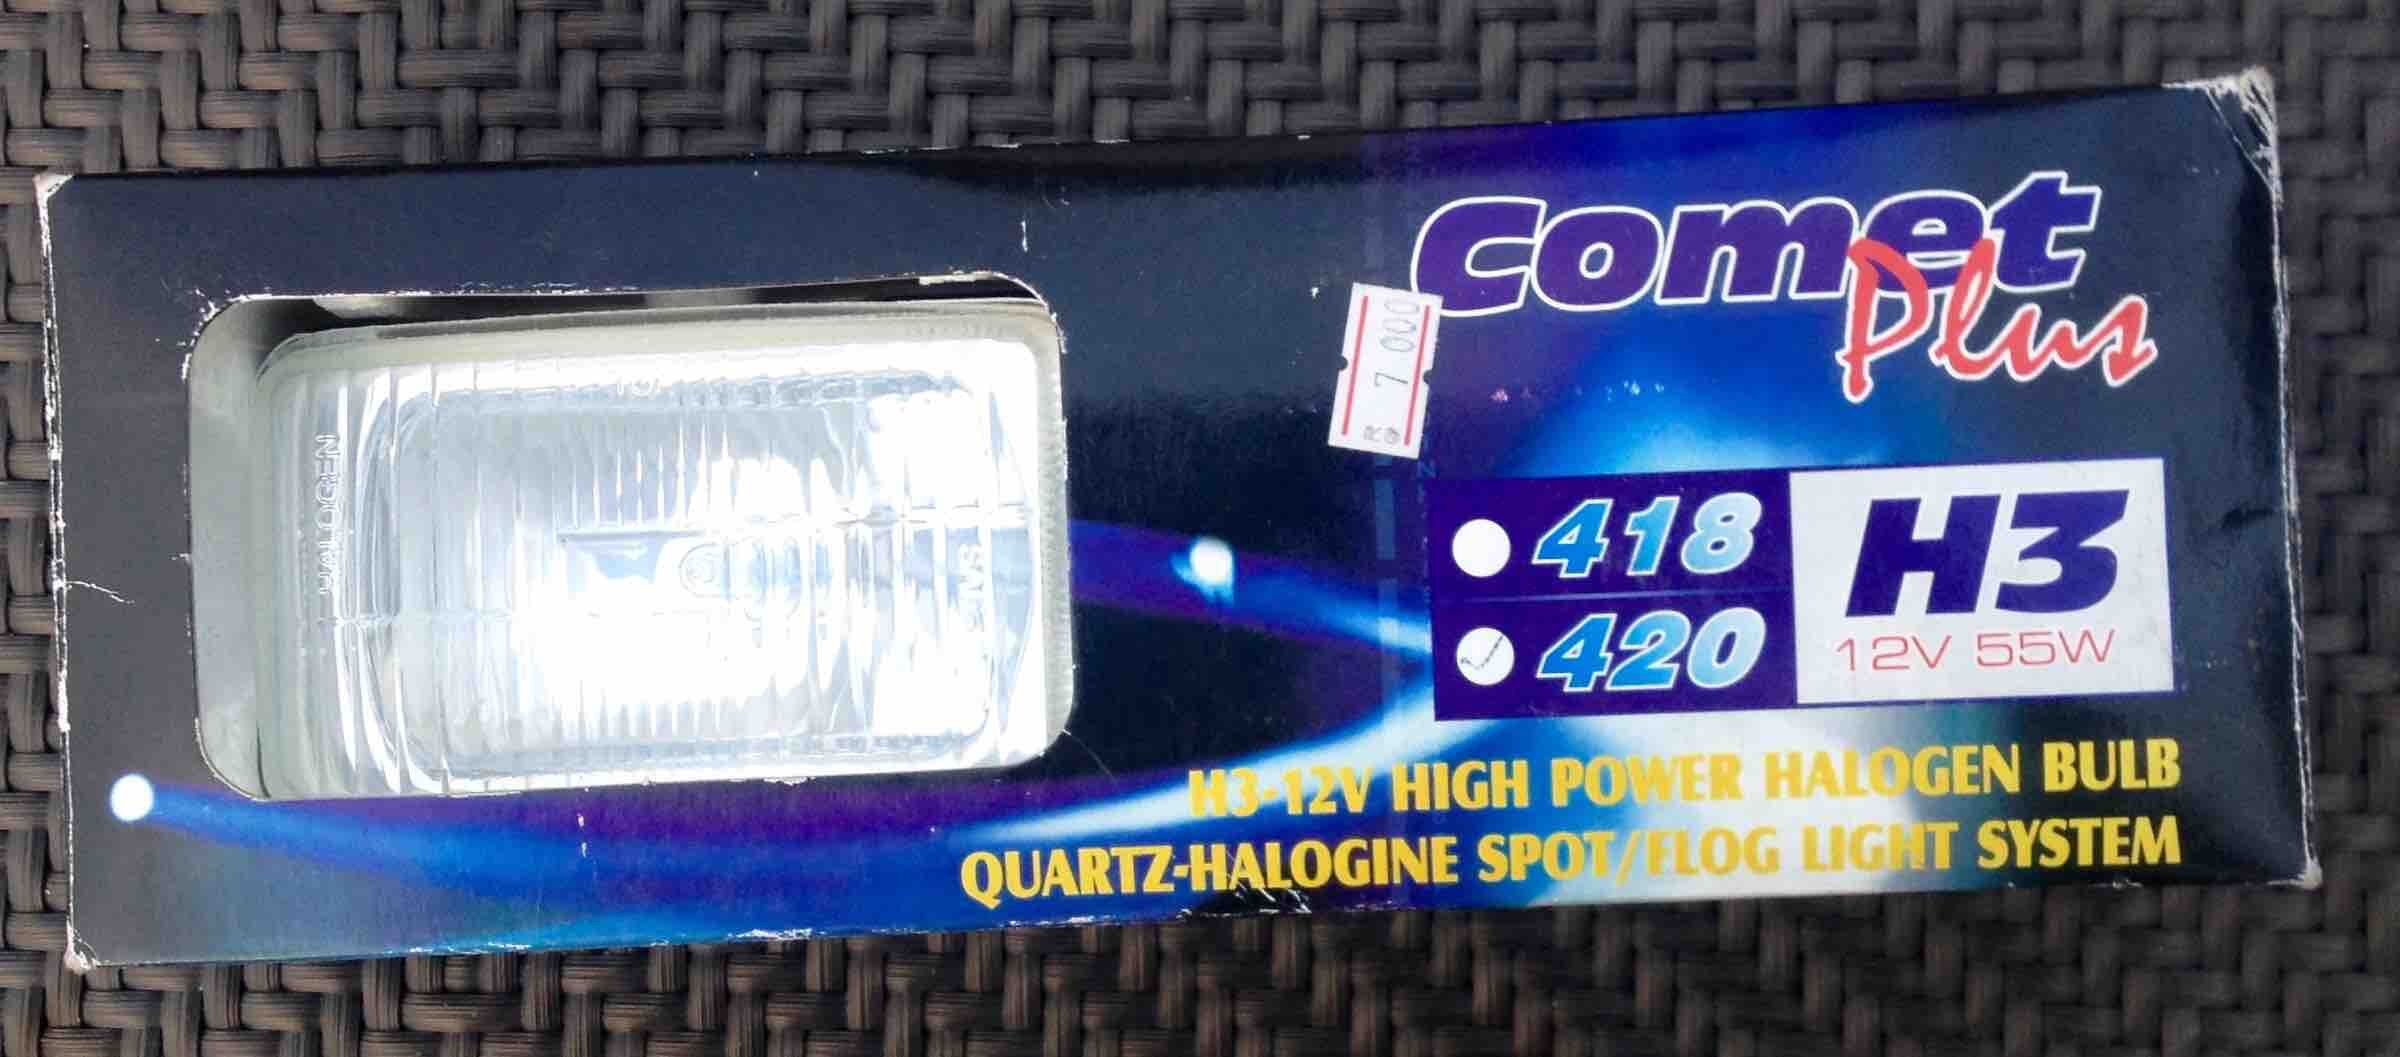 comet
Plus
7 000
418
420
H3
12V 55W
H3-12V HIGH POWER HALOGEN BULB
QUARTZ-HALOGINE SPOT/FLOG LIGHT SYSTEM
HALOGEN